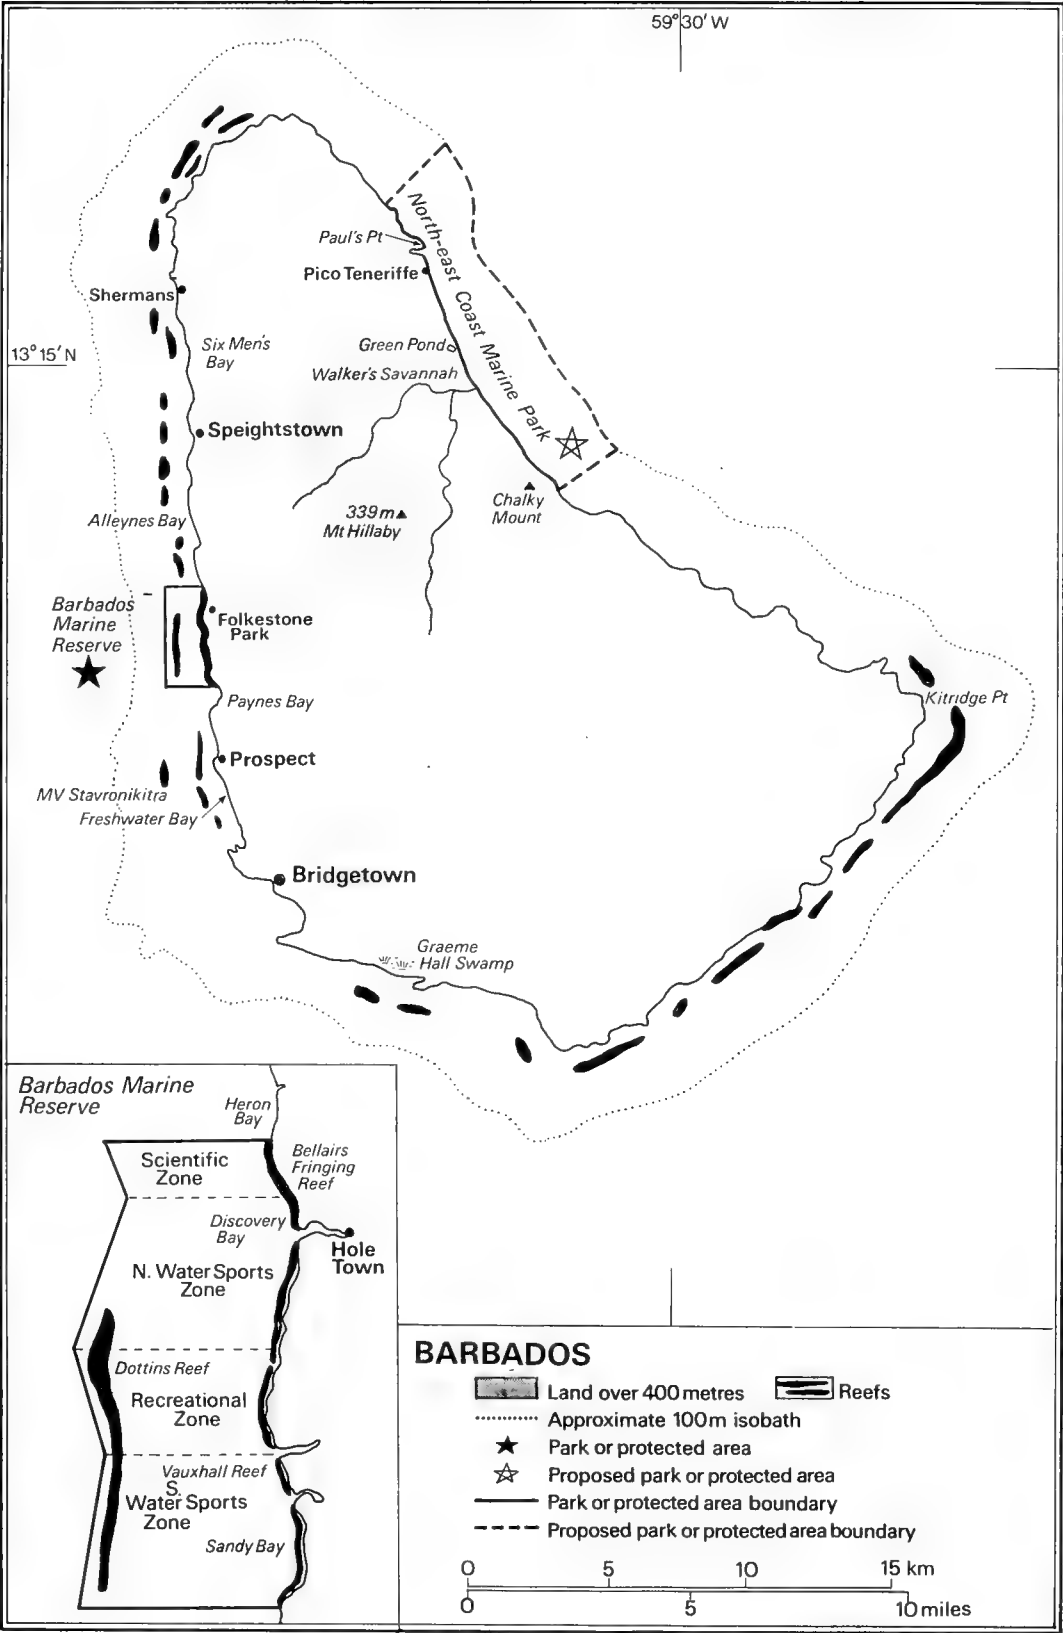 59°30′ W
North-east Coast Marine Park
Paul's Pt
Pico Teneriffe
Shermans
13°15′ N
Six Men's
Bay
Green Pond
Walker's Savannah
Speightstown
Chalky
Mount
339m
Mt Hillaby
Alleynes Bay
Barbados
Marine
Reserve
Folkestone
Park
Paynes Bay
Kitridge Pt
Prospect
MV Stavronikitra
Freshwater Bay
Bridgetown
Graeme
Hall Swamp
Barbados Marine
Reserve
Heron
Bay
Scientific
Zone
Bellairs
Fringing
Reef
Discovery
Bay
Hole
Town
N. Water Sports
Zone
Dottins Reef
Recreational
Zone
Vauxhall Reef
S.
Water Sports
Zone
Sandy Bay
BARBADOS
Land over 400 metres
Reefs
Approximate 100m isobath
Park or protected area
Proposed park or protected area
Park or protected area boundary
Proposed park or protected area boundary
0 5 10 15 km
0 5 10 miles